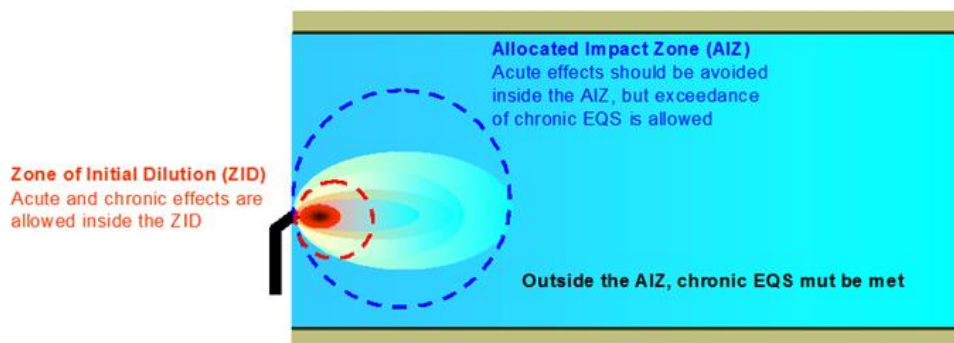 Allocated Impact Zone (AIZ)
Acute effects should be avoided
inside the AIZ, but exceedance
of chronic EQS is allowed
Zone of Initial Dilution (ZID)
Acute and chronic effects are
allowed inside the ZID
Outside the AIZ, chronic EQS mut be met